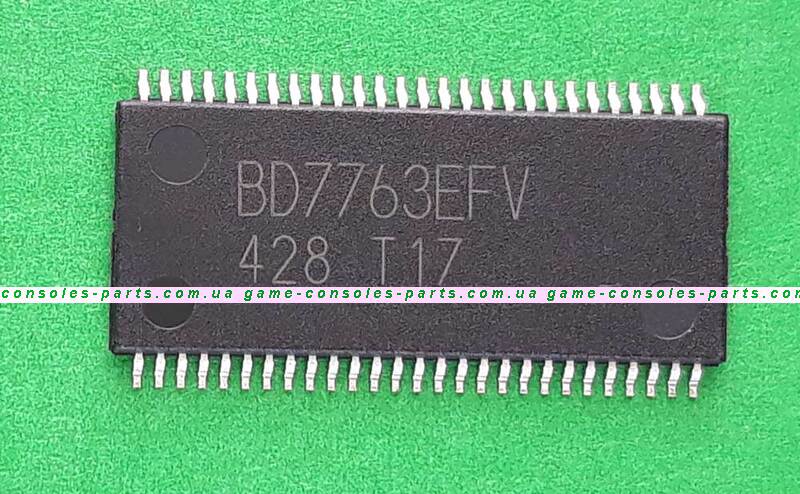 BD7763EFV
428 T17
consoles-parts.com.ua game-consoles-parts.com.ua game-consoles-parts.com.